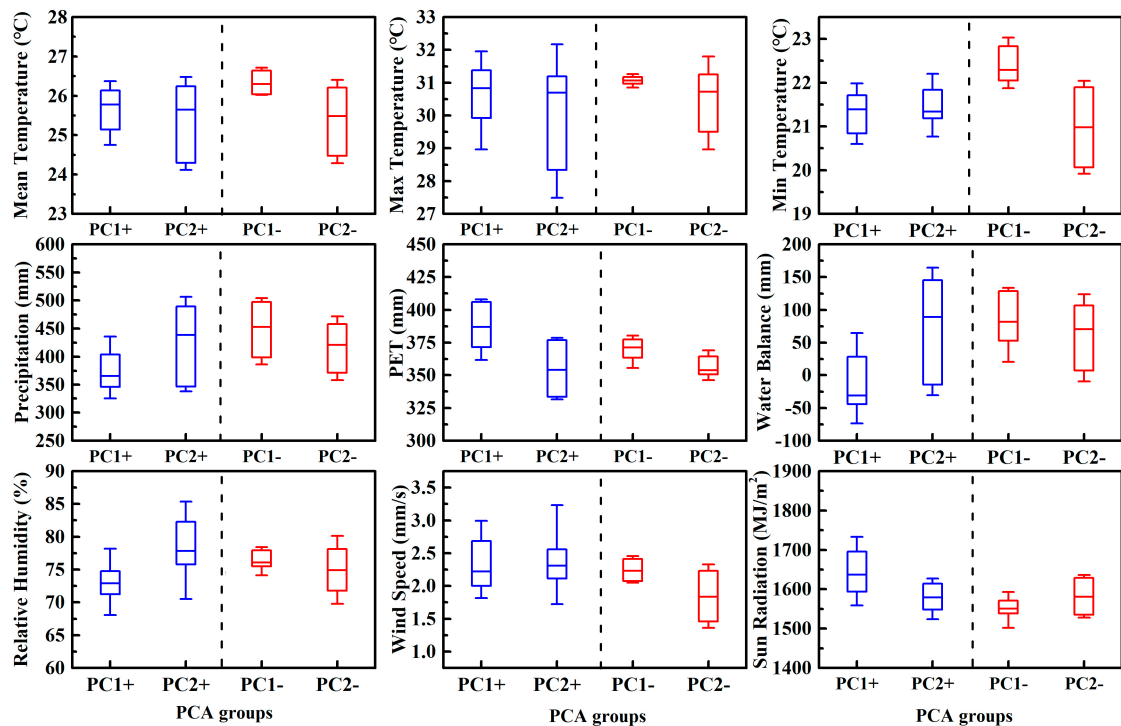 Mean Temperature (°C)
28
27
26
25
24
23
PC1+ PC2+ PC1- PC2-
Max Temperature (°C)
33
32
31
30
29
28
27
PC1+ PC2+ PC1- PC2-
Min Temperature (°C)
23
22
21
20
19
PC1+ PC2+ PC1- PC2-
Precipitation (mm)
600
550
500
450
400
350
300
250
PC1+ PC2+ PC1- PC2-
PET (mm)
450
425
400
375
350
325
300
PC1+ PC2+ PC1- PC2-
Water Balance (mm)
200
150
100
50
0
-50
-100
PC1+ PC2+ PC1- PC2-
Relative Humidity (%)
90
85
80
75
70
65
60
PC1+ PC2+ PC1- PC2-
PCA groups
Wind Speed (mm/s)
3.5
3.0
2.5
2.0
1.5
1.0
PC1+ PC2+ PC1- PC2-
PCA groups
Sun Radiation (MJ/m²)
1900
1800
1700
1600
1500
1400
PC1+ PC2+ PC1- PC2-
PCA groups